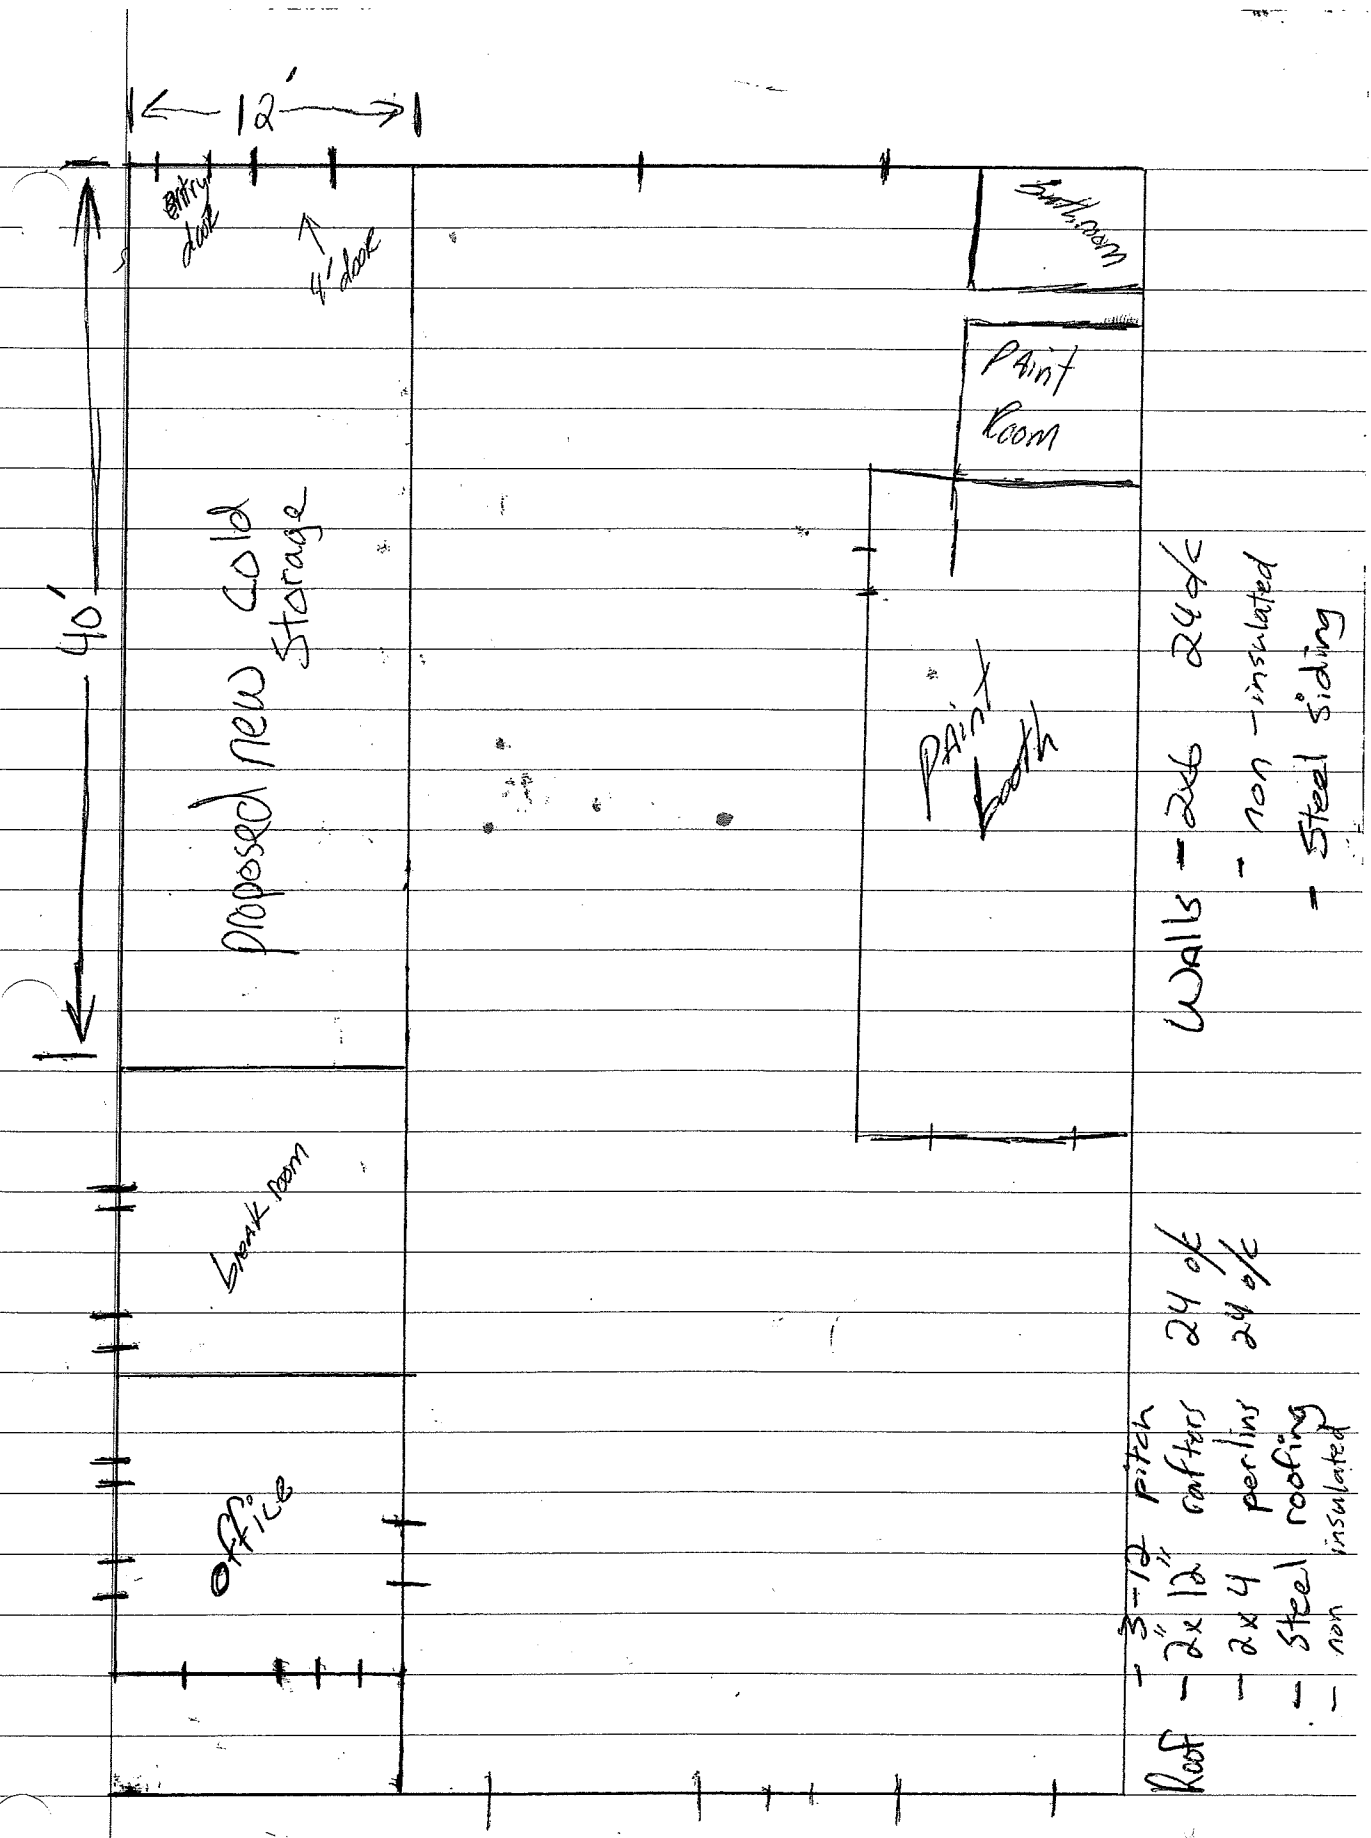 12'
entry
door
4' door
bathroom
Paint
Room
40'
proposed new cold
Storage
Paint
booth
break room
office
Walls - 2x6 24 o/c
- non-insulated
- Steel siding
Roof - 3-12 pitch
- 2" x 12" rafters 24 o/c
- 2x4 perlins 24 o/c
- Steel roofing
- non insulated